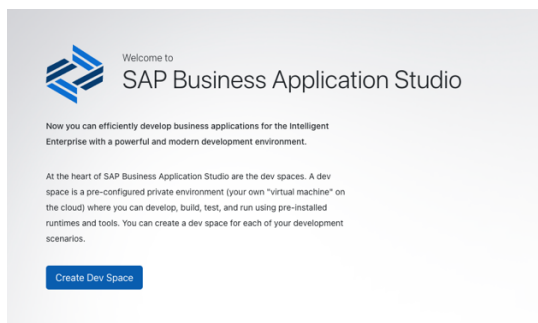 Welcome to
SAP Business Application Studio
Now you can efficiently develop business applications for the Intelligent
Enterprise with a powerful and modern development environment.
At the heart of SAP Business Application Studio are the dev spaces. A dev
space is a pre-configured private environment (your own "virtual machine" on
the cloud) where you can develop, build, test, and run using pre-installed
runtimes and tools. You can create a dev space for each of your development
scenarios.
Create Dev Space